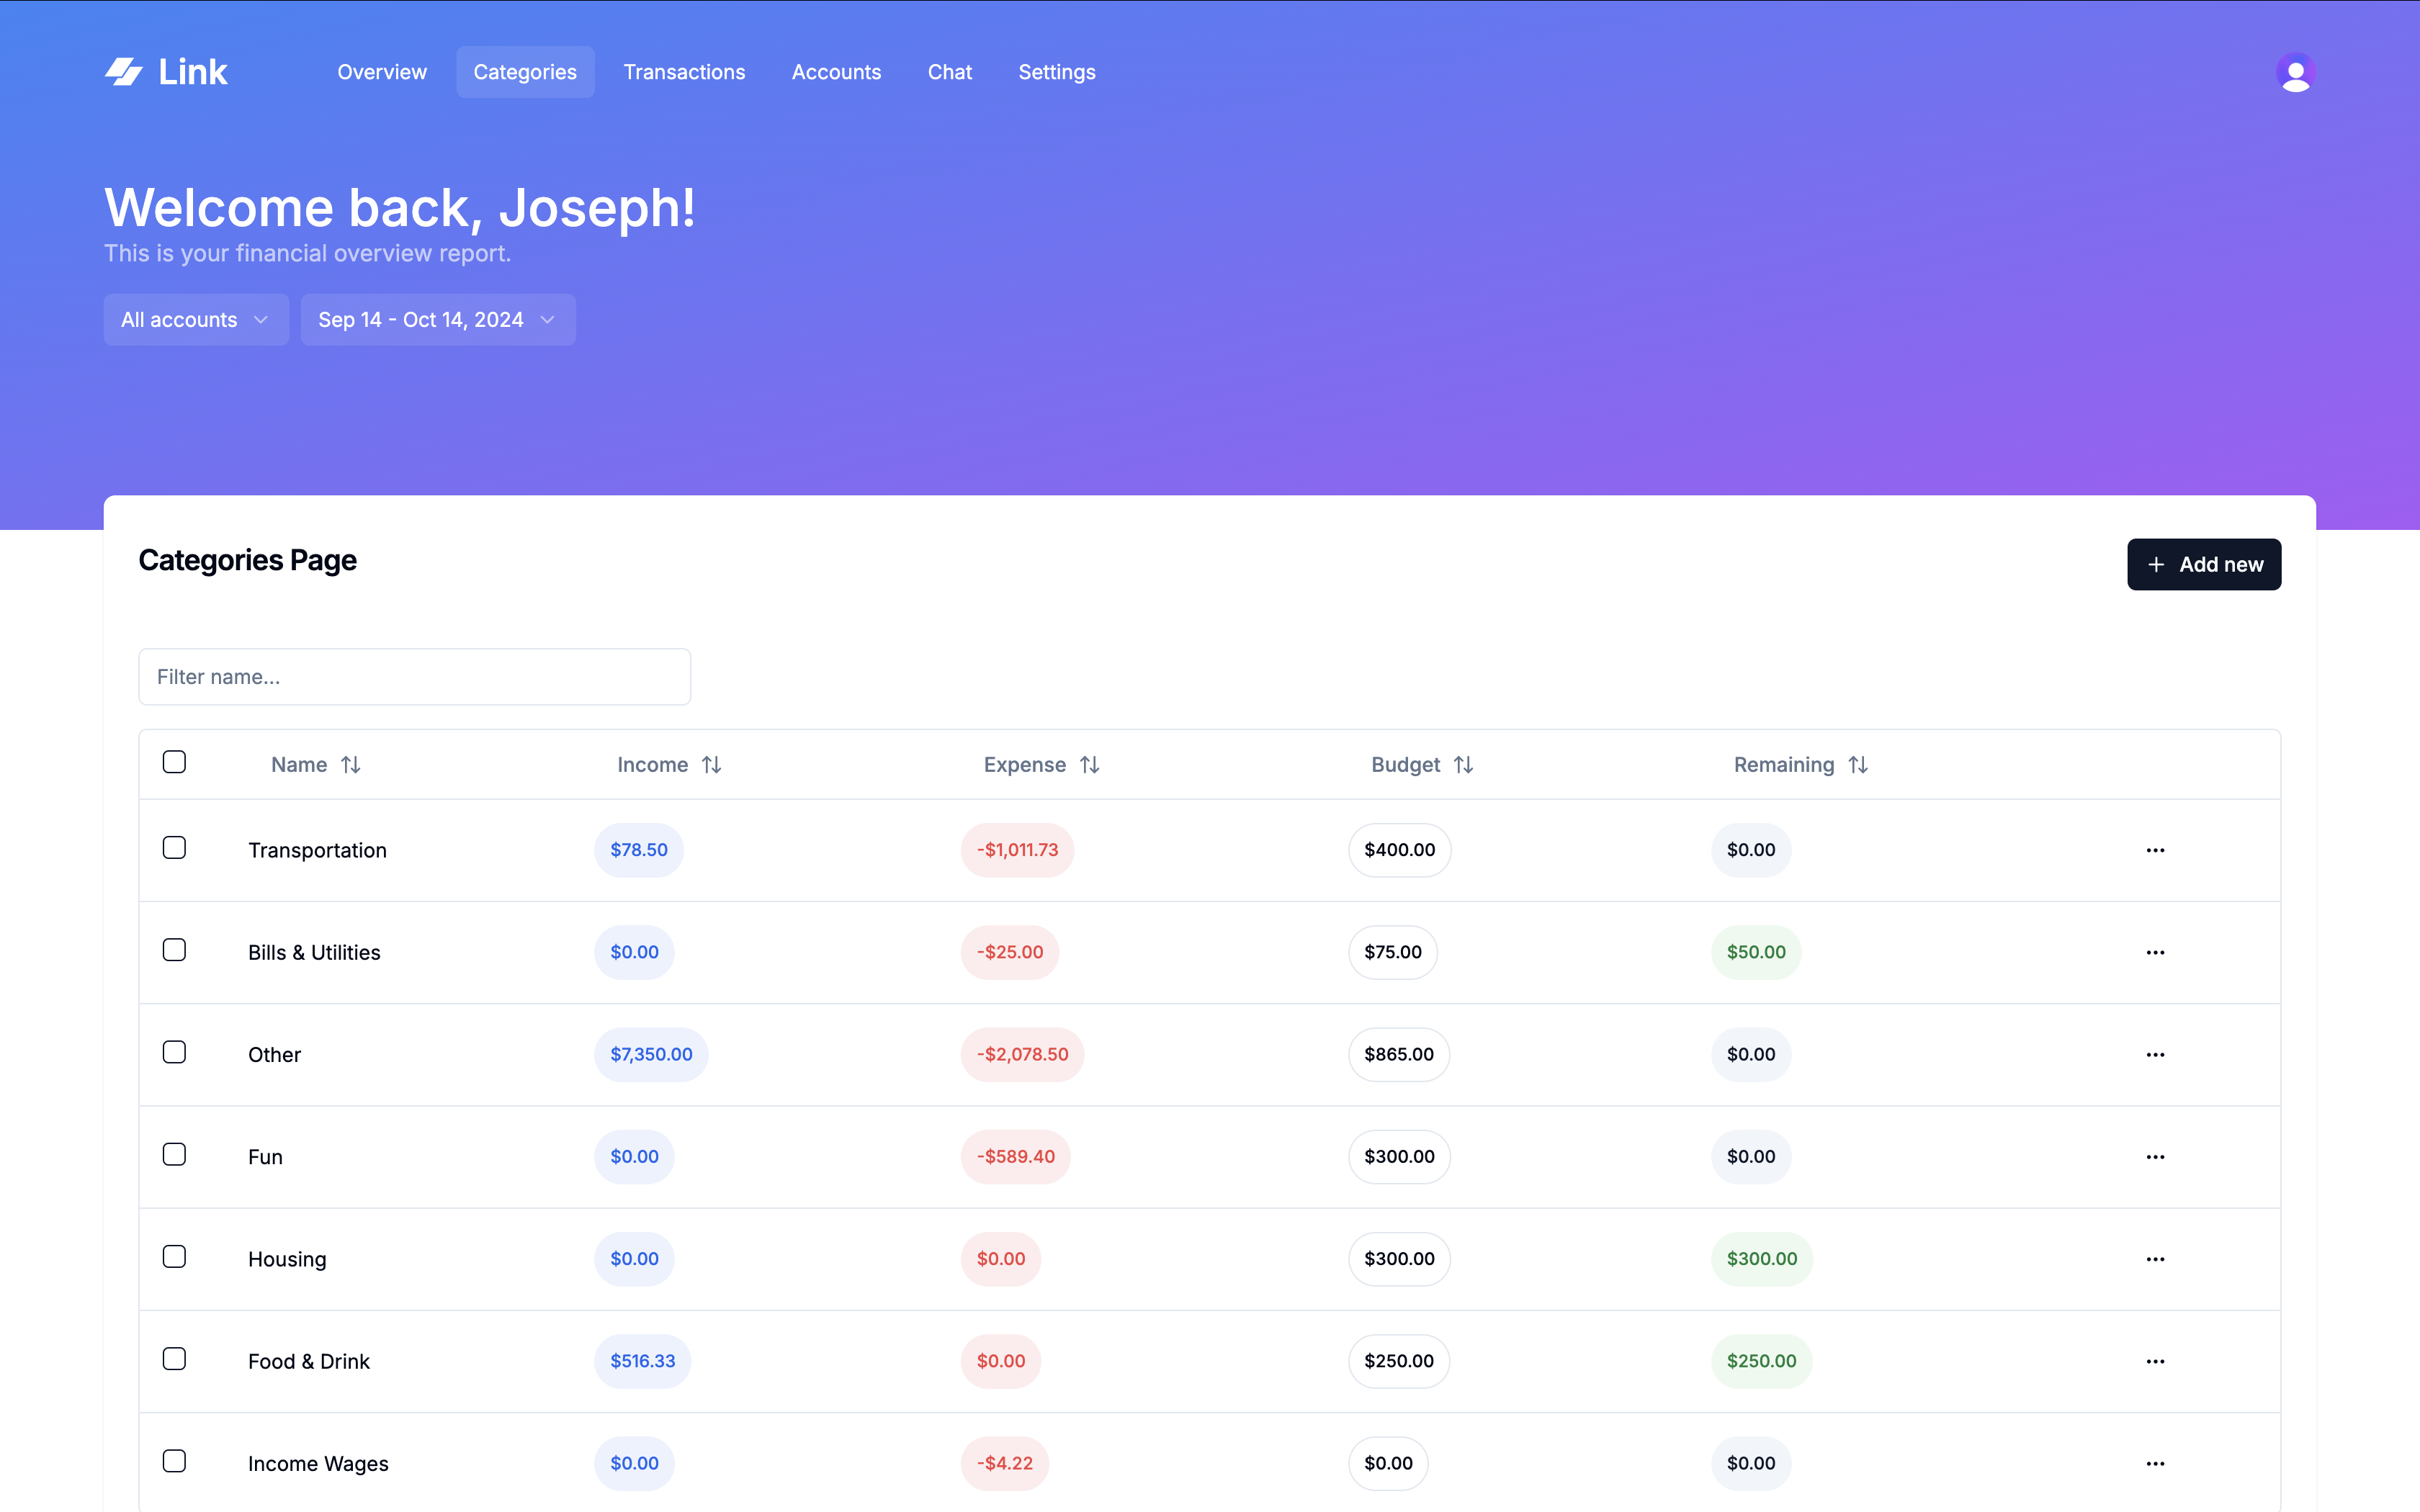 Link Overview Categories Transactions Accounts Chat Settings
Welcome back, Joseph!
This is your financial overview report.
All accounts Sep 14 - Oct 14, 2024
Categories Page
+ Add new
Filter name...
Name Income Expense Budget Remaining
Transportation $78.50 -$1,011.73 $400.00 $0.00 ...
Bills & Utilities $0.00 -$25.00 $75.00 $50.00 ...
Other $7,350.00 -$2,078.50 $865.00 $0.00 ...
Fun $0.00 -$589.40 $300.00 $0.00 ...
Housing $0.00 $0.00 $300.00 $300.00 ...
Food & Drink $516.33 $0.00 $250.00 $250.00 ...
Income Wages $0.00 -$4.22 $0.00 $0.00 ...